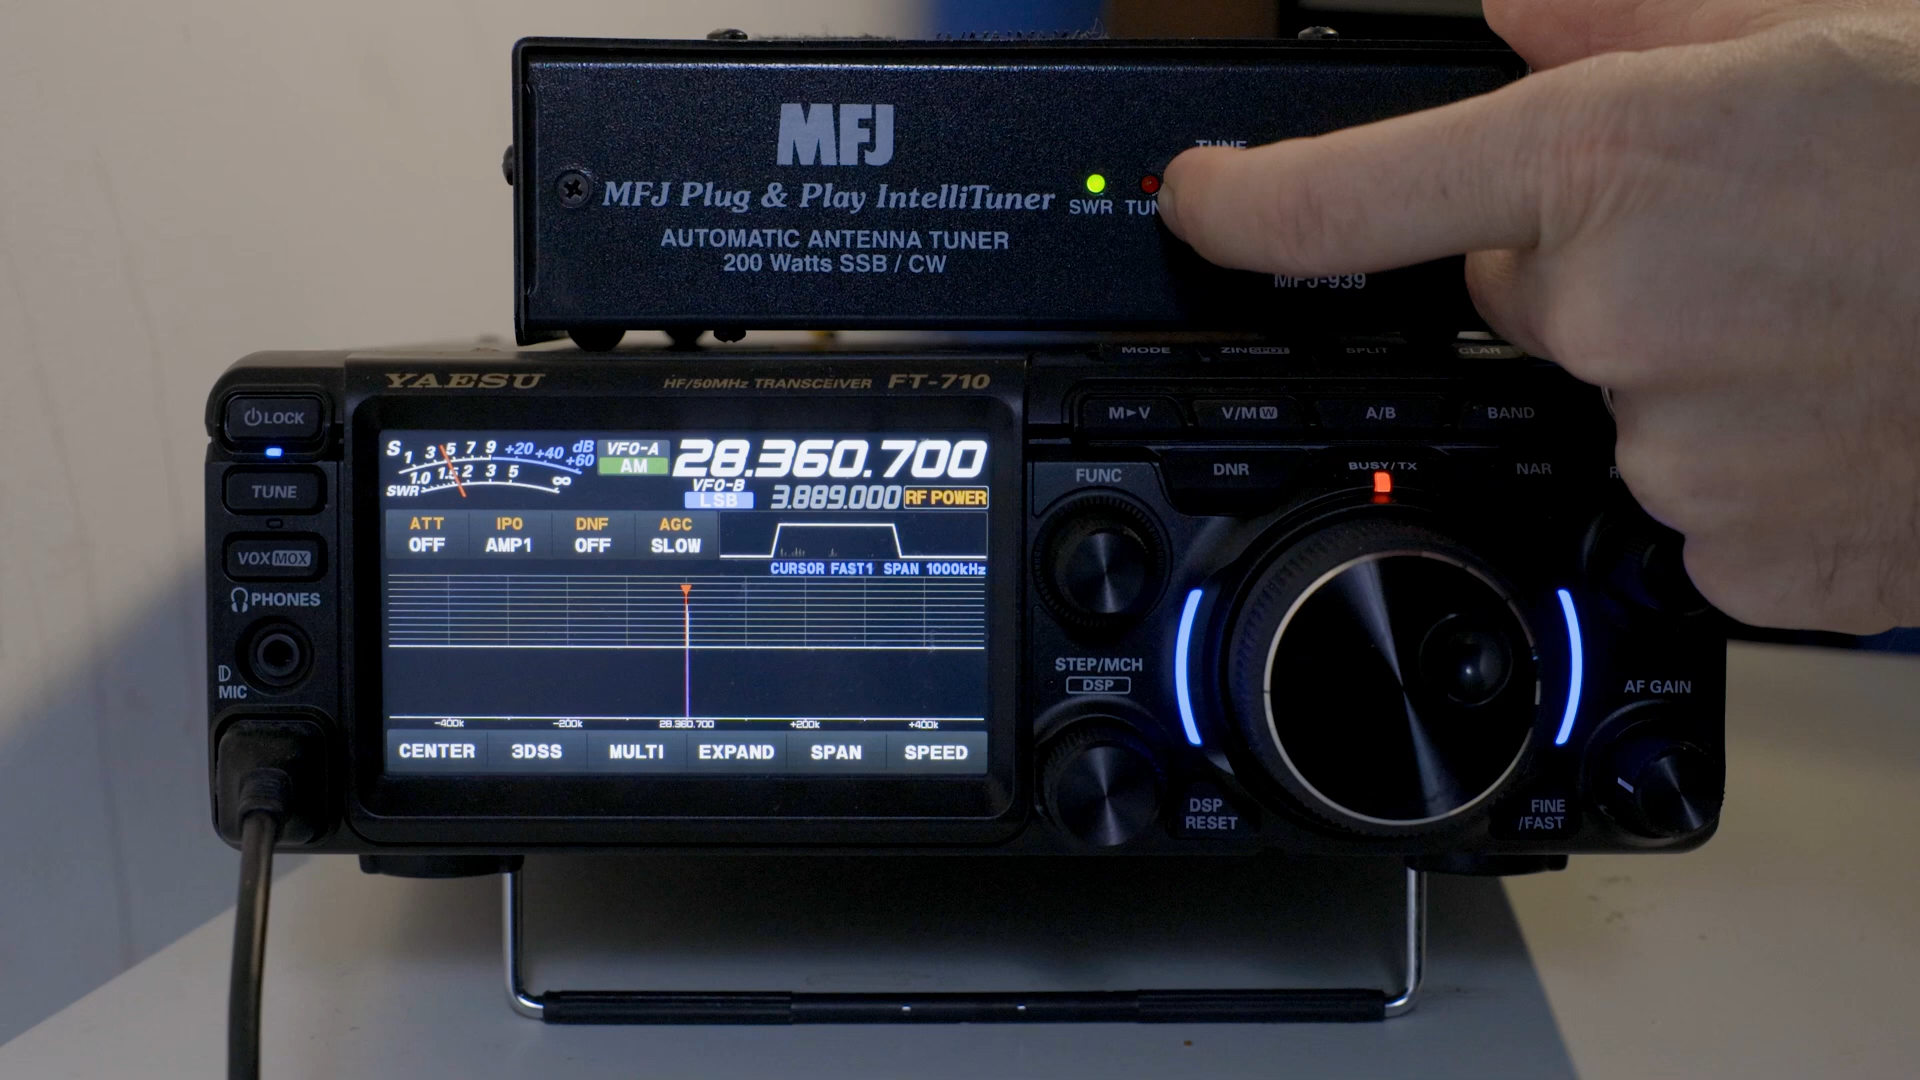 MFJ
MFJ Plug & Play IntelliTuner
AUTOMATIC ANTENNA TUNER
200 Watts SSB / CW
SWR
TUNE
MFJ-939
YAESU
HF/50MHz TRANSCEIVER FT-710
LOCK
TUNE
VOX MOX
PHONES
MIC
S 1 3 5 7 9 +20 +40 +60 dB
SWR 1.0 1.5 2 3 5 ∞
VFO-A
AM
28.360.700
VFO-B
LSB
3.889.000
RF POWER
ATT IPO DNF AGC
OFF AMP1 OFF SLOW
CURSOR FAST1 SPAN 1000kHz
-400k -200k 28.360.700 +200k +400k
CENTER 3DSS MULTI EXPAND SPAN SPEED
MODE ZIN SPOT SPLIT CLAR
M►V V/M W A/B BAND
FUNC
DNR
BUSY/TX
NAR
STEP/MCH
DSP
DSP
RESET
FINE
/FAST
AF GAIN